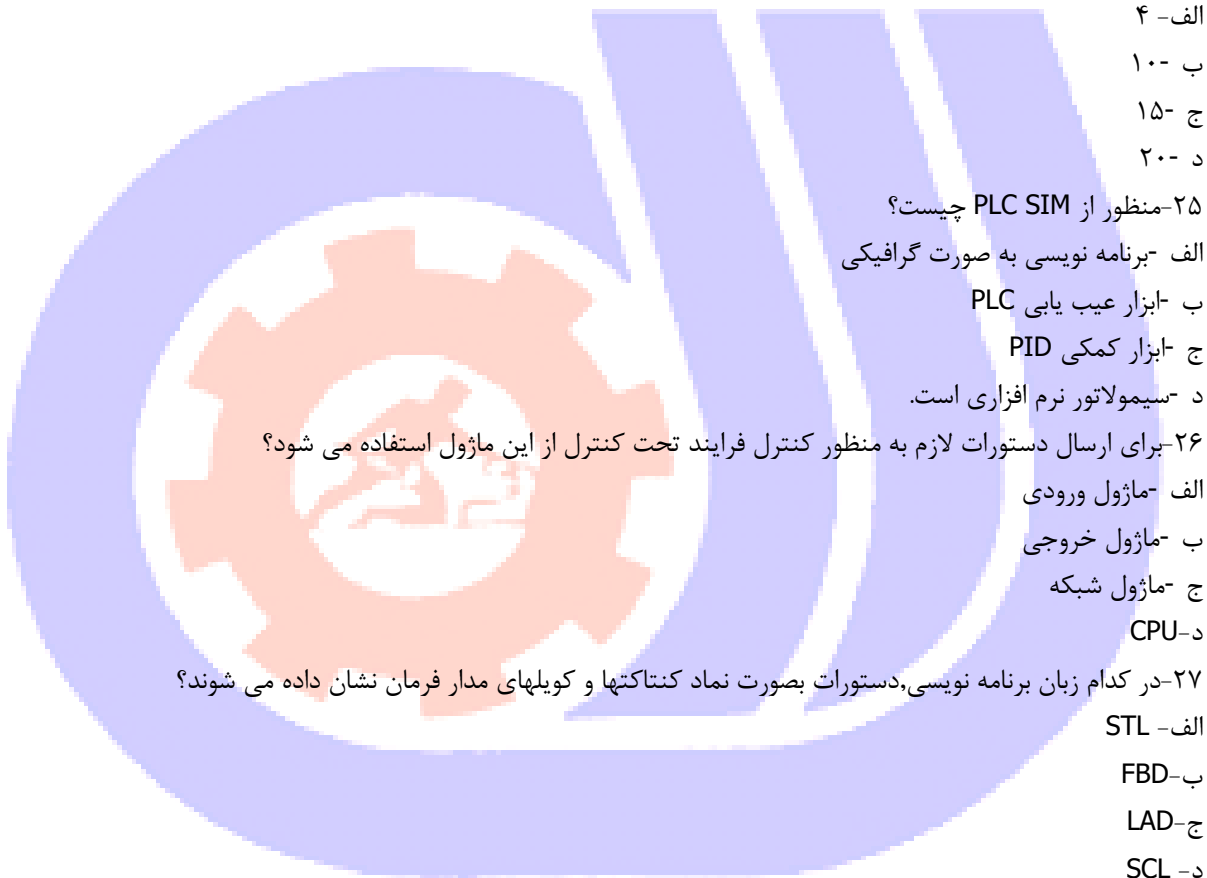 الف- ۴
ب -۱۰
ج -۱۵
د -۲۰
۲۵-منظور از PLC SIM چیست؟
الف -برنامه نویسی به صورت گرافیکی
ب -ابزار عیب یابی PLC
ج -ابزار کمکی PID
د -سیمولاتور نرم افزاری است.
۲۶-برای ارسال دستورات لازم به منظور کنترل فرایند تحت کنترل از این ماژول استفاده می شود؟
الف -ماژول ورودی
ب -ماژول خروجی
ج -ماژول شبکه
د-CPU
۲۷-در کدام زبان برنامه نویسی,دستورات بصورت نماد کنتاکتها و کویلهای مدار فرمان نشان داده می شوند؟
الف- STL
ب-FBD
ج-LAD
د- SCL